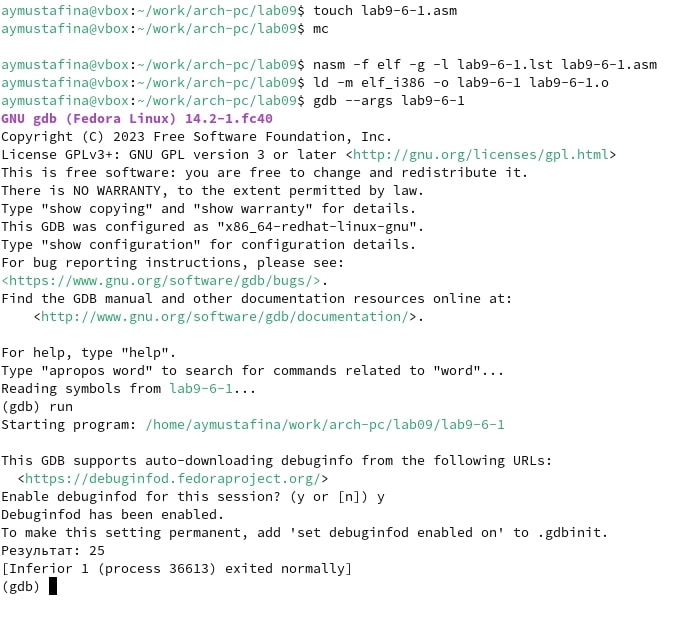 aymustafina@vbox:~/work/arch-pc/lab09$ touch lab9-6-1.asm
aymustafina@vbox:~/work/arch-pc/lab09$ mc
aymustafina@vbox:~/work/arch-pc/lab09$ nasm -f elf -g -l lab9-6-1.lst lab9-6-1.asm
aymustafina@vbox:~/work/arch-pc/lab09$ ld -m elf_i386 -o lab9-6-1 lab9-6-1.o
aymustafina@vbox:~/work/arch-pc/lab09$ gdb --args lab9-6-1
GNU gdb (Fedora Linux) 14.2-1.fc40
Copyright (C) 2023 Free Software Foundation, Inc.
License GPLv3+: GNU GPL version 3 or later <http://gnu.org/licenses/gpl.html>
This is free software: you are free to change and redistribute it.
There is NO WARRANTY, to the extent permitted by law.
Type "show copying" and "show warranty" for details.
This GDB was configured as "x86_64-redhat-linux-gnu".
Type "show configuration" for configuration details.
For bug reporting instructions, please see:
<https://www.gnu.org/software/gdb/bugs/>.
Find the GDB manual and other documentation resources online at:
    <http://www.gnu.org/software/gdb/documentation/>.
For help, type "help".
Type "apropos word" to search for commands related to "word"...
Reading symbols from lab9-6-1...
(gdb) run
Starting program: /home/aymustafina/work/arch-pc/lab09/lab9-6-1
This GDB supports auto-downloading debuginfo from the following URLs:
  <https://debuginfod.fedoraproject.org/>
Enable debuginfod for this session? (y or [n]) y
Debuginfod has been enabled.
To make this setting permanent, add 'set debuginfod enabled on' to .gdbinit.
Результат: 25
[Inferior 1 (process 36613) exited normally]
(gdb)